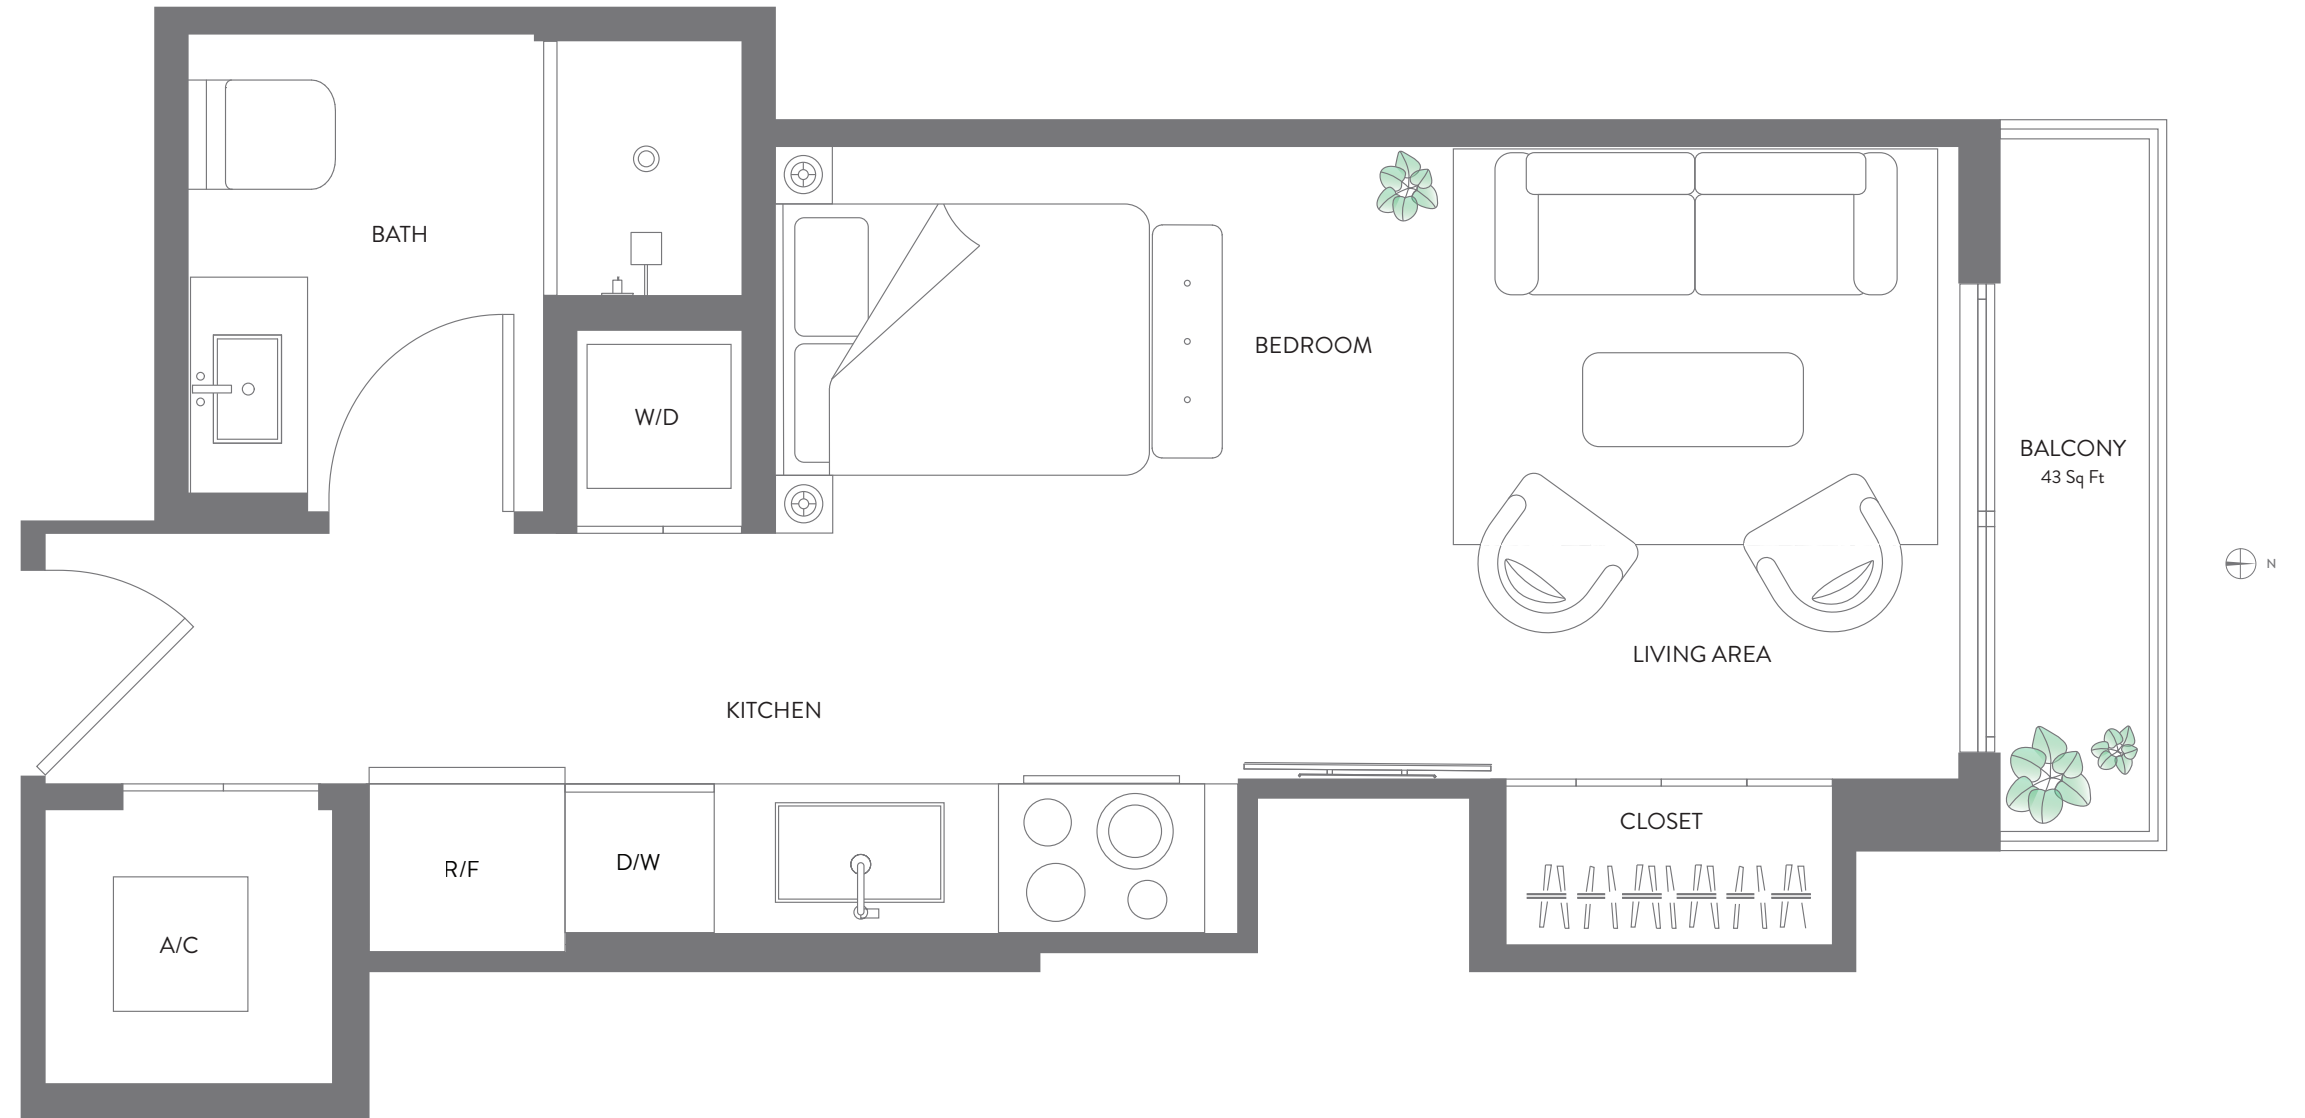 BATH
BEDROOM
W/D
BALCONY
43 Sq Ft
N
LIVING AREA
KITCHEN
CLOSET
R/F
D/W
A/C